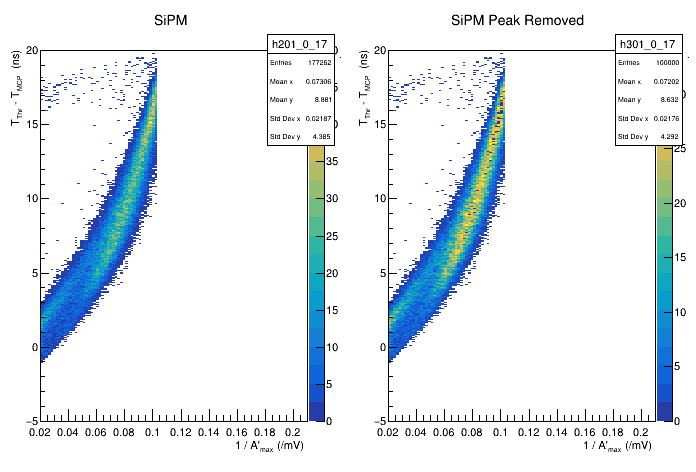 SiPM
SiPM Peak Removed
h201_0_17
Entries 177252
Mean x 0.07306
Mean y 8.881
Std Dev x 0.02187
Std Dev y 4.385
h301_0_17
Entries 100000
Mean x 0.07202
Mean y 8.632
Std Dev x 0.02176
Std Dev y 4.292
T_Thr - T_MCP (ns)
20
15
10
5
0
−5
0.02 0.04 0.06 0.08 0.1 0.12 0.14 0.16 0.18 0.2
1 / A'_max (/mV)
35
30
25
20
15
10
5
0
T_Thr - T_MCP (ns)
20
15
10
5
0
−5
0.02 0.04 0.06 0.08 0.1 0.12 0.14 0.16 0.18 0.2
1 / A'_max (/mV)
25
20
15
10
5
0